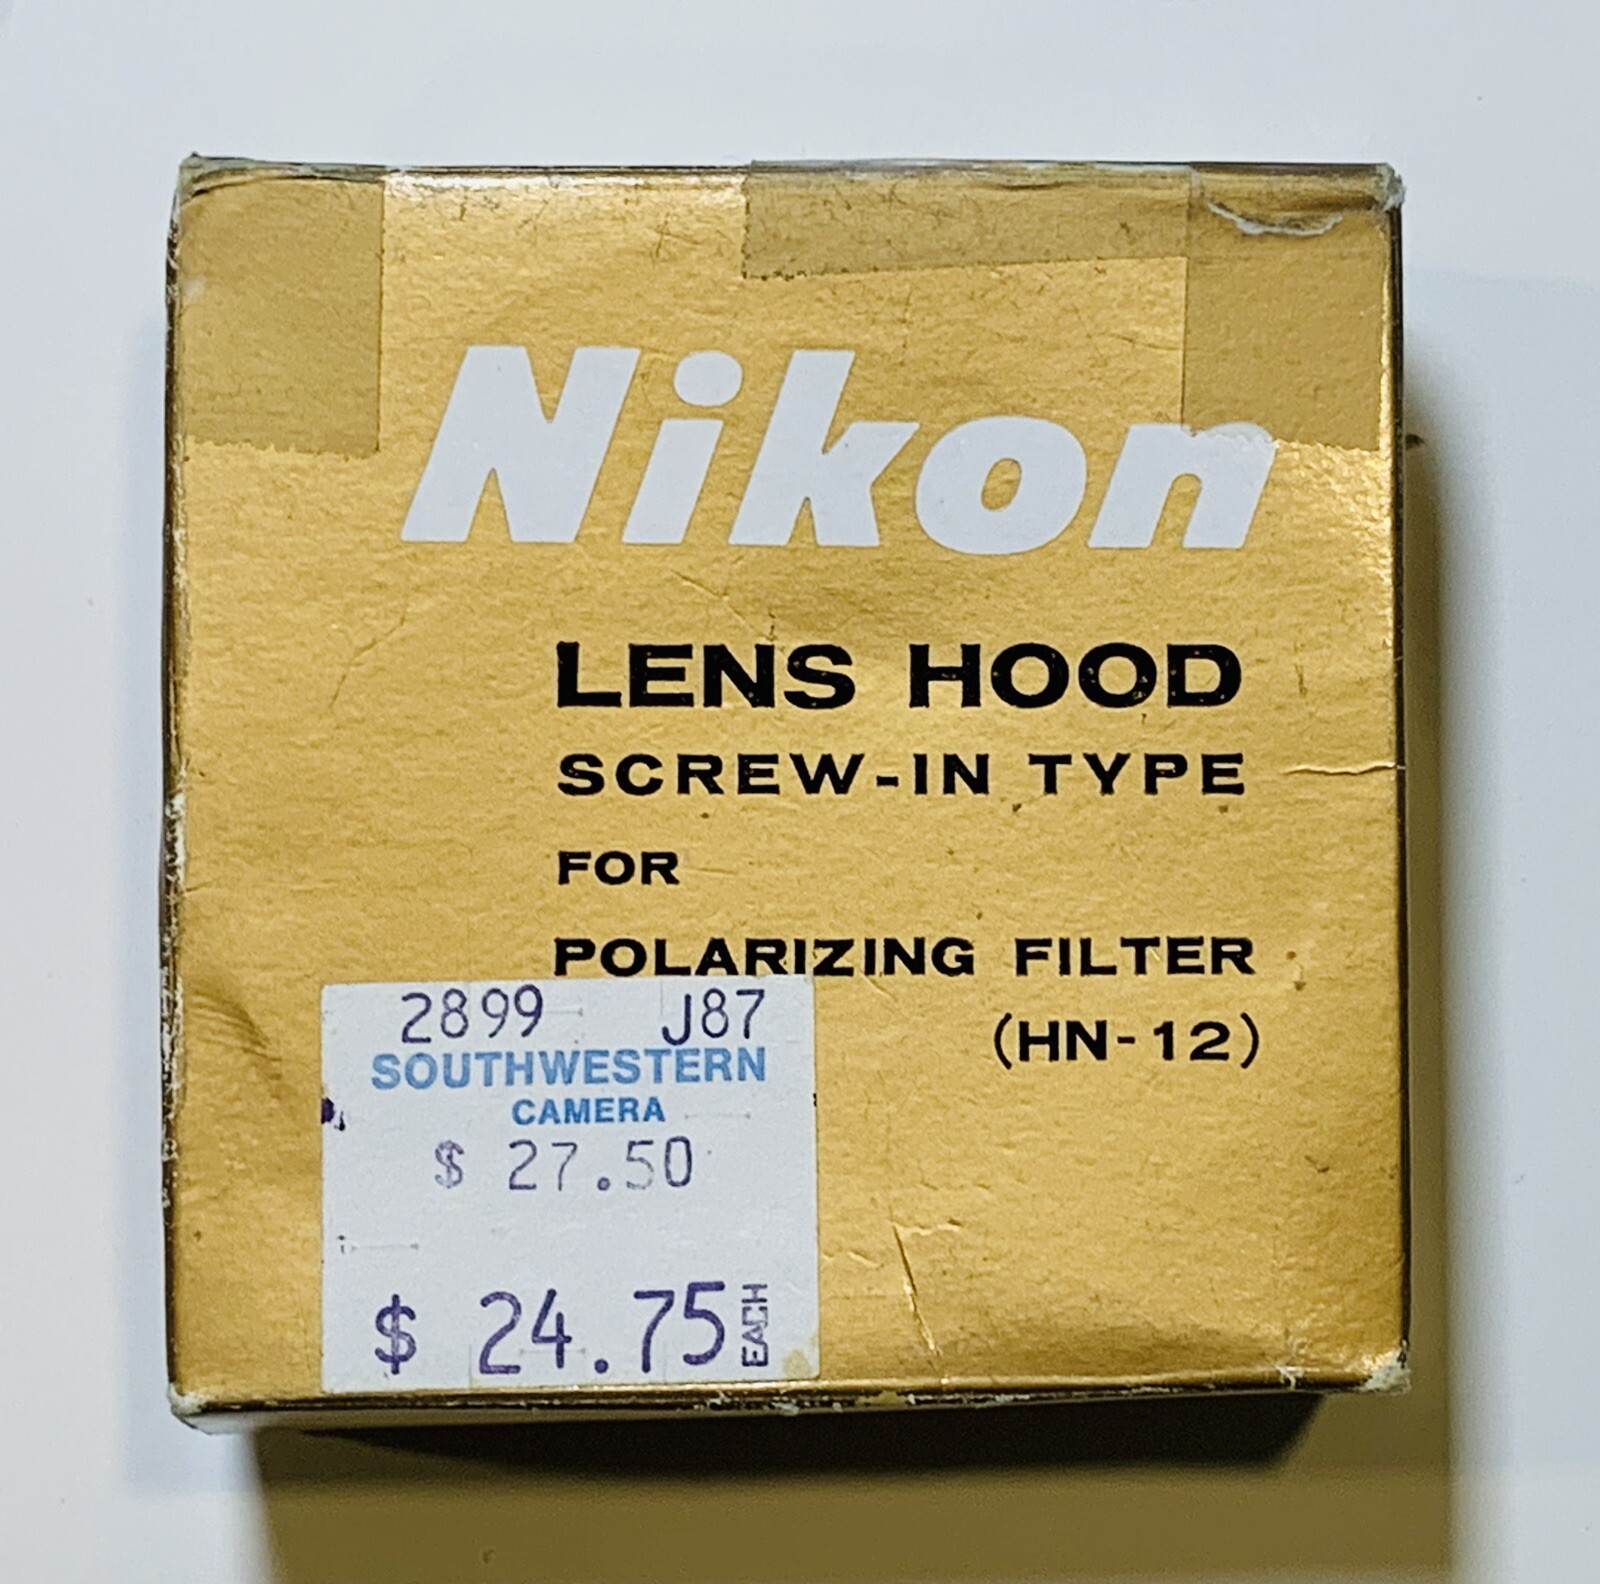 Nikon
LENS HOOD
SCREW-IN TYPE
FOR
POLARIZING FILTER
(HN-12)
2899 J87
SOUTHWESTERN
CAMERA
$ 27.50
$ 24.75 EACH